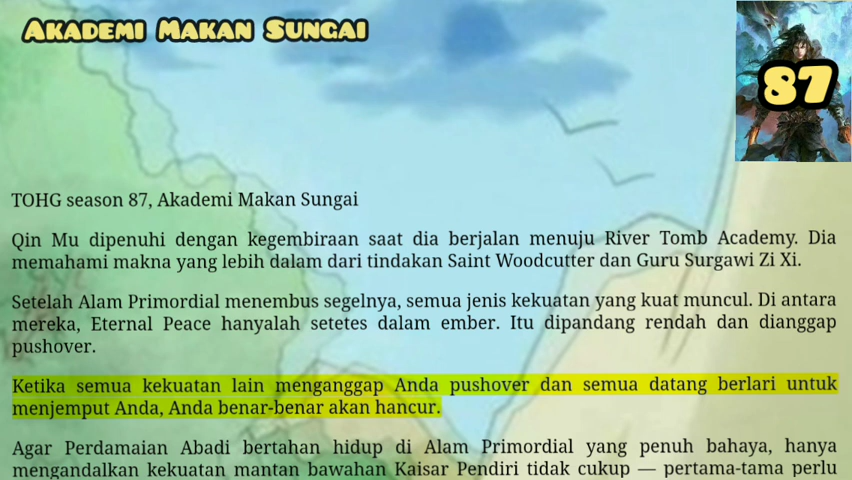 Akademi Makan Sungai
87
TOHG season 87, Akademi Makan Sungai
Qin Mu dipenuhi dengan kegembiraan saat dia berjalan menuju River Tomb Academy. Dia
memahami makna yang lebih dalam dari tindakan Saint Woodcutter dan Guru Surgawi Zi Xi.
Setelah Alam Primordial menembus segelnya, semua jenis kekuatan yang kuat muncul. Di antara
mereka, Eternal Peace hanyalah setetes dalam ember. Itu dipandang rendah dan dianggap
pushover.
Ketika semua kekuatan lain menganggap Anda pushover dan semua datang berlari untuk
menjemput Anda, Anda benar-benar akan hancur.
Agar Perdamaian Abadi bertahan hidup di Alam Primordial yang penuh bahaya, hanya
mengandalkan kekuatan mantan bawahan Kaisar Pendiri tidak cukup — pertama-tama perlu